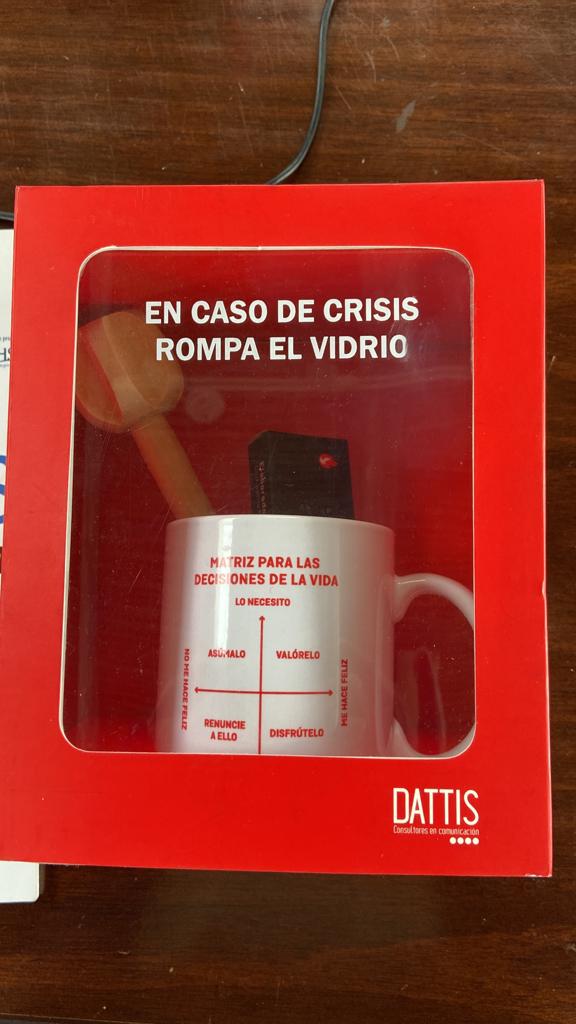 EN CASO DE CRISIS
ROMPA EL VIDRIO
MATRIZ PARA LAS
DECISIONES DE LA VIDA
LO NECESITO
ASÚMALO
VALÓRELO
NO ME HACE FELIZ
ME HACE FELIZ
RENUNCIE
A ELLO
DISFRÚTELO
DATTIS
Consultores en comunicación